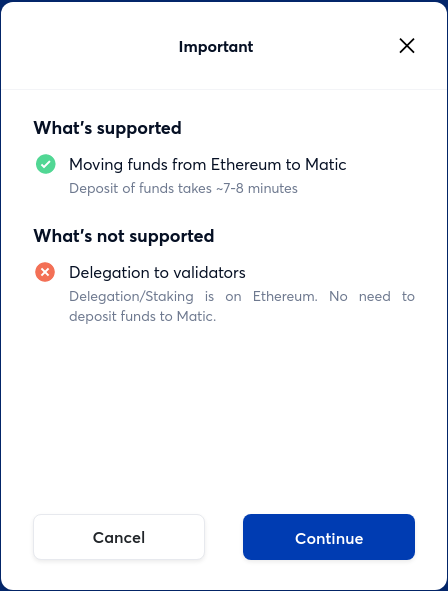 Important
What's supported
Moving funds from Ethereum to Matic
Deposit of funds takes ~7-8 minutes
What's not supported
Delegation to validators
Delegation/Staking is on Ethereum. No need to
deposit funds to Matic.
Cancel
Continue